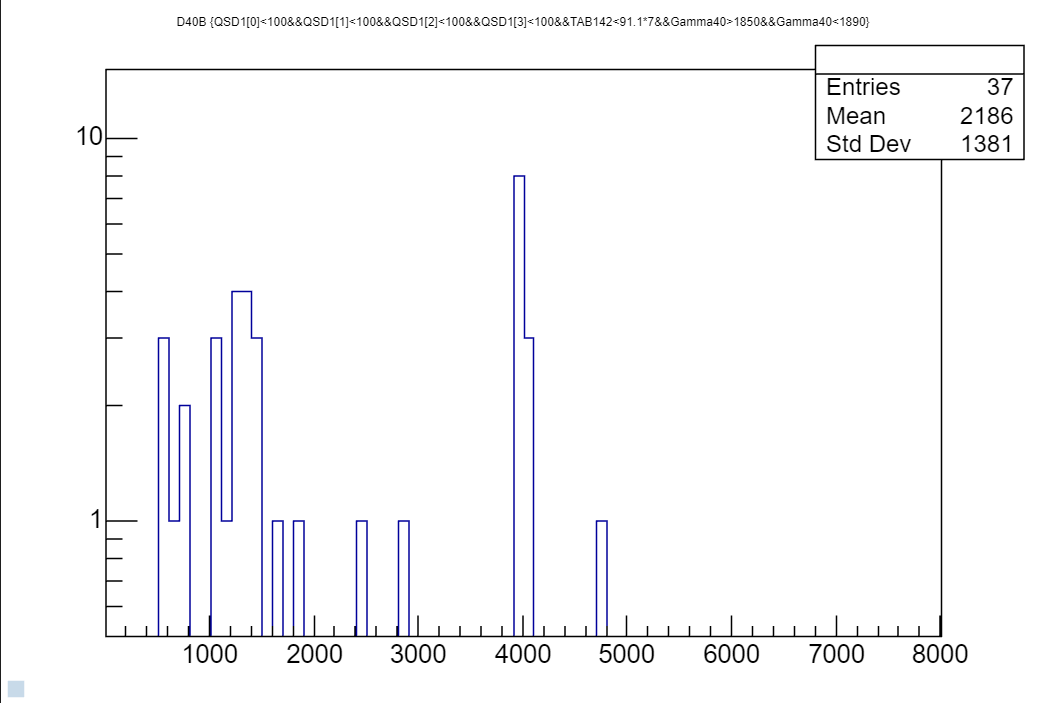 D40B {QSD1[0]<100&&QSD1[1]<100&&QSD1[2]<100&&QSD1[3]<100&&TAB142<91.1*7&&Gamma40>1850&&Gamma40<1890}
Entries 37
Mean 2186
Std Dev 1381
10
1
1000 2000 3000 4000 5000 6000 7000 8000